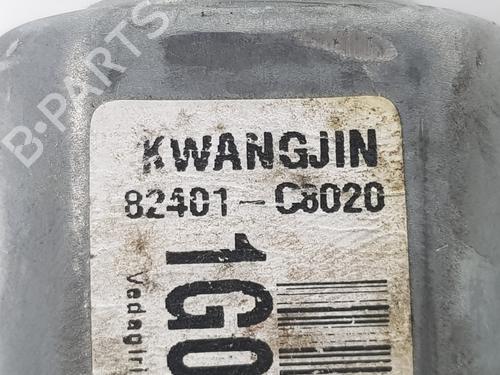 B-PARTS
KWANGJIN
82401-C8020
1G0
Vedagiri